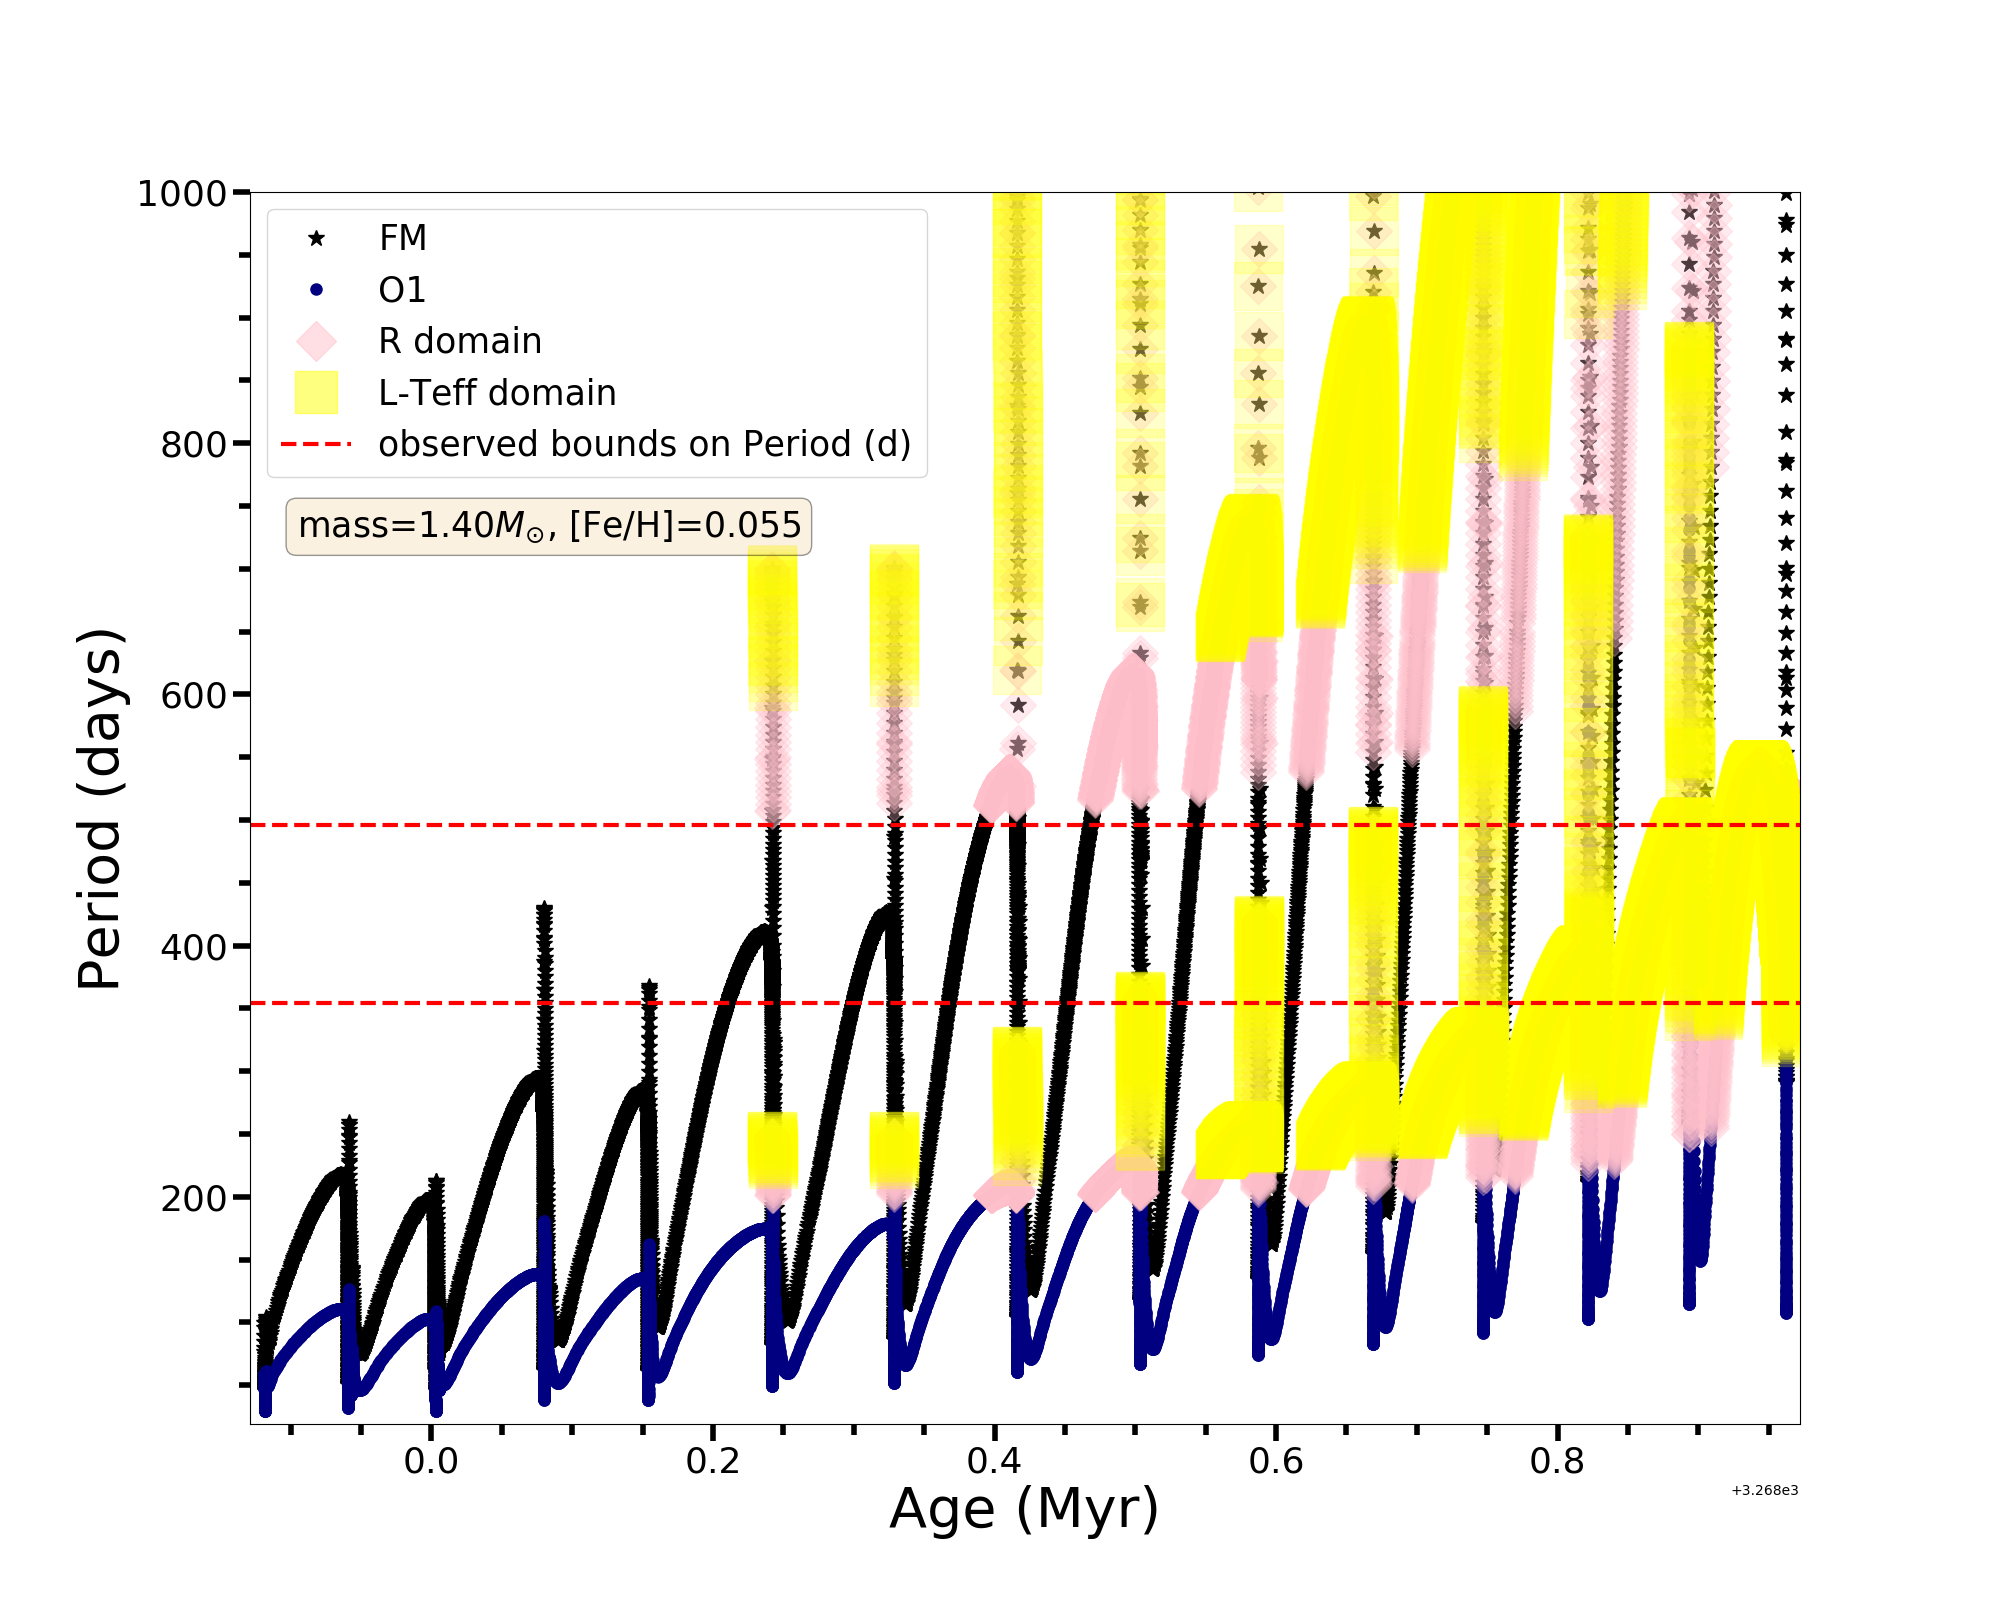 1000
800
600
400
200
Period (days)
FM
O1
R domain
L-Teff domain
observed bounds on Period (d)
mass=1.40M⊙, [Fe/H]=0.055
0.0 0.2 0.4 0.6 0.8
+3.268e3
Age (Myr)